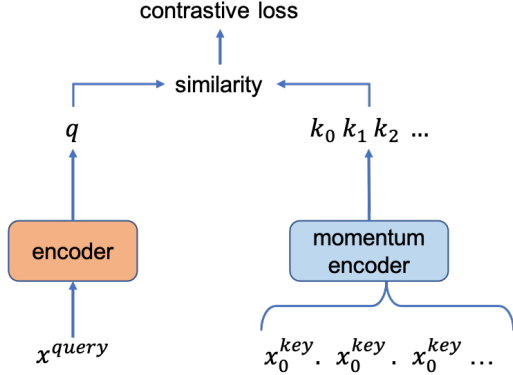 contrastive loss
similarity
q
k₀ k₁ k₂ ...
encoder
momentum
encoder
x^query
x₀^key . x₀^key . x₀^key ...